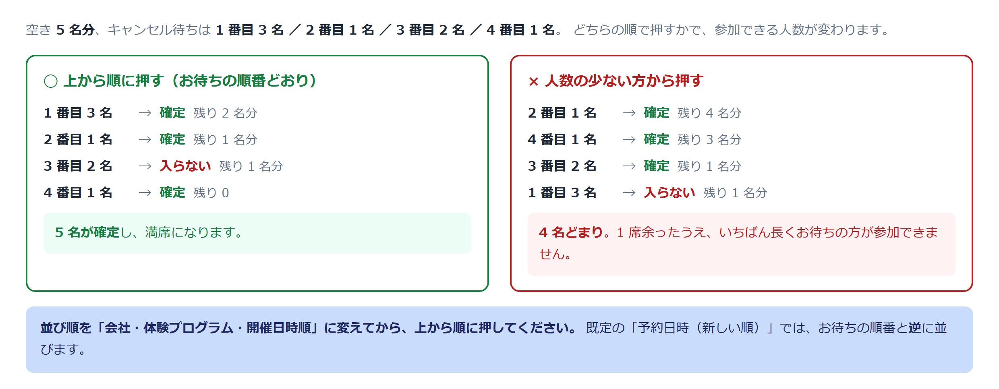 空き 5 名分、キャンセル待ちは 1 番目 3 名 ／ 2 番目 1 名 ／ 3 番目 2 名 ／ 4 番目 1 名。 どちらの順で押すかで、参加できる人数が変わります。
○ 上から順に押す（お待ちの順番どおり）
1 番目 3 名 → 確定 残り 2 名分
2 番目 1 名 → 確定 残り 1 名分
3 番目 2 名 → 入らない 残り 1 名分
4 番目 1 名 → 確定 残り 0
5 名が確定し、満席になります。
× 人数の少ない方から押す
2 番目 1 名 → 確定 残り 4 名分
4 番目 1 名 → 確定 残り 3 名分
3 番目 2 名 → 確定 残り 1 名分
1 番目 3 名 → 入らない 残り 1 名分
4 名どまり。1 席余ったうえ、いちばん長くお待ちの方が参加できま
せん。
並び順を「会社・体験プログラム・開催日時順」に変えてから、上から順に押してください。 既定の「予約日時（新しい順）」では、お待ちの順番と逆に並
びます。